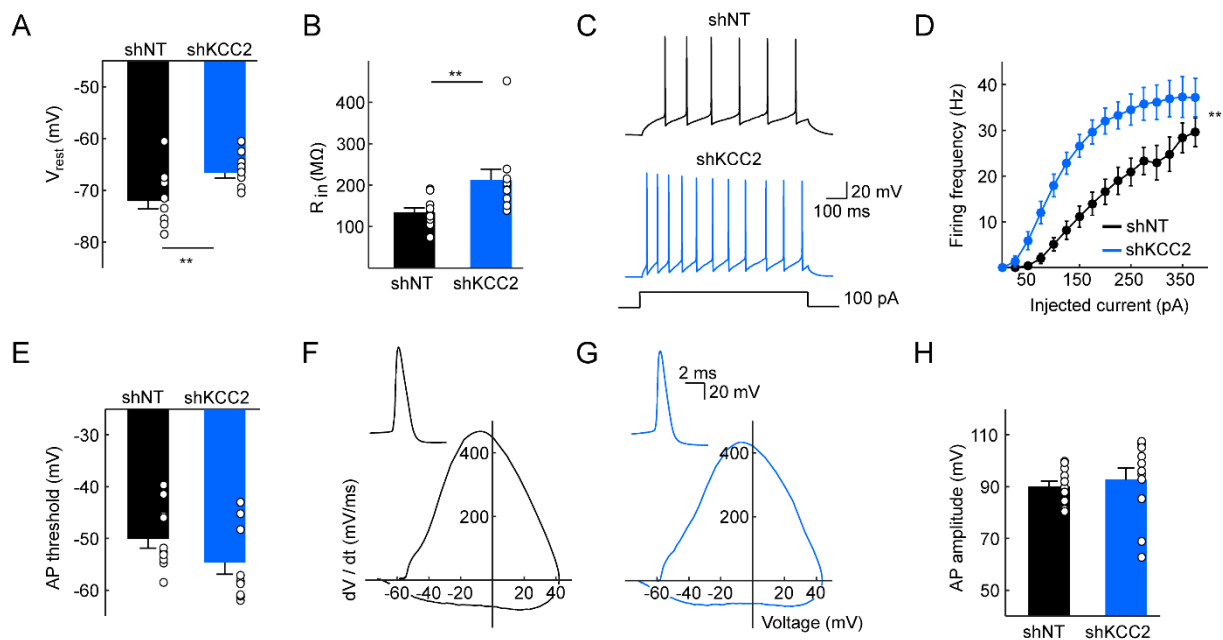 A
shNT shKCC2
-50
-60
-70
-80
V_rest (mV)
**
B
**
400
300
200
100
R_in (MΩ)
shNT shKCC2
C
shNT
shKCC2
20 mV
100 ms
100 pA
D
40
30
20
10
0
Firing frequency (Hz)
**
shNT
shKCC2
50 150 250 350
Injected current (pA)
E
shNT shKCC2
-30
-40
-50
-60
AP threshold (mV)
F
400
200
dV / dt (mV/ms)
-60 -40 -20 20 40
G
2 ms
20 mV
400
200
-60 -40 -20 20 40
Voltage (mV)
H
110
90
70
50
AP amplitude (mV)
shNT shKCC2